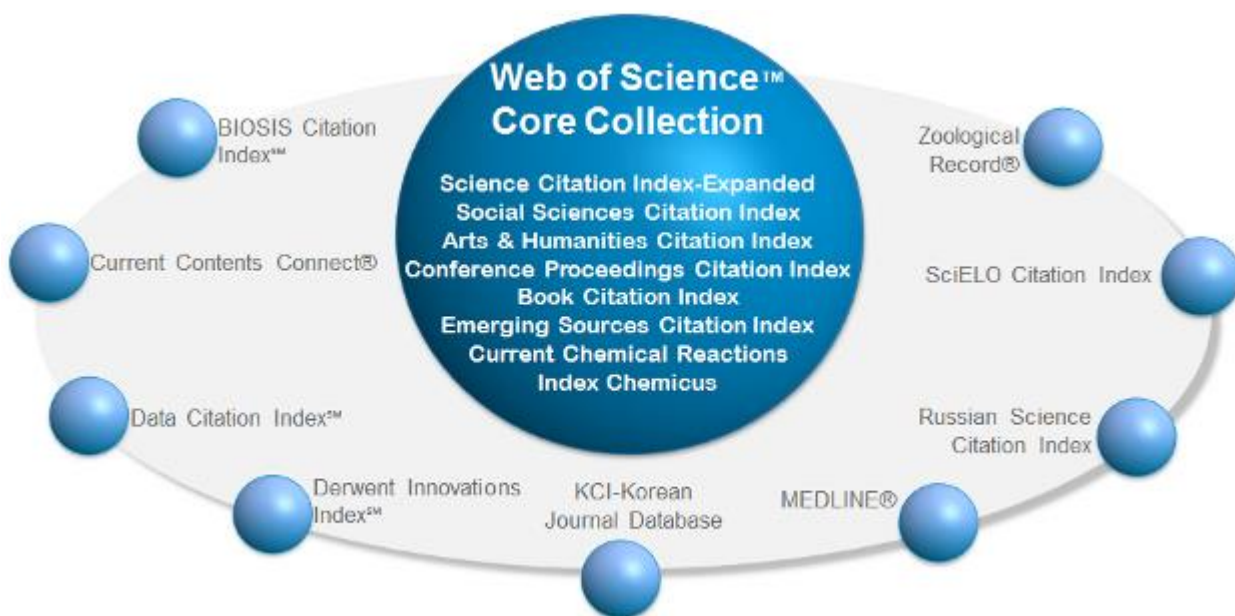 Web of Science™
Core Collection
Science Citation Index-Expanded
Social Sciences Citation Index
Arts & Humanities Citation Index
Conference Proceedings Citation Index
Book Citation Index
Emerging Sources Citation Index
Current Chemical Reactions
Index Chemicus
BIOSIS Citation
Index℠
Current Contents Connect®
Data Citation Index℠
Derwent Innovations
Index℠
KCI-Korean
Journal Database
MEDLINE®
Russian Science
Citation Index
SciELO Citation Index
Zoological
Record®